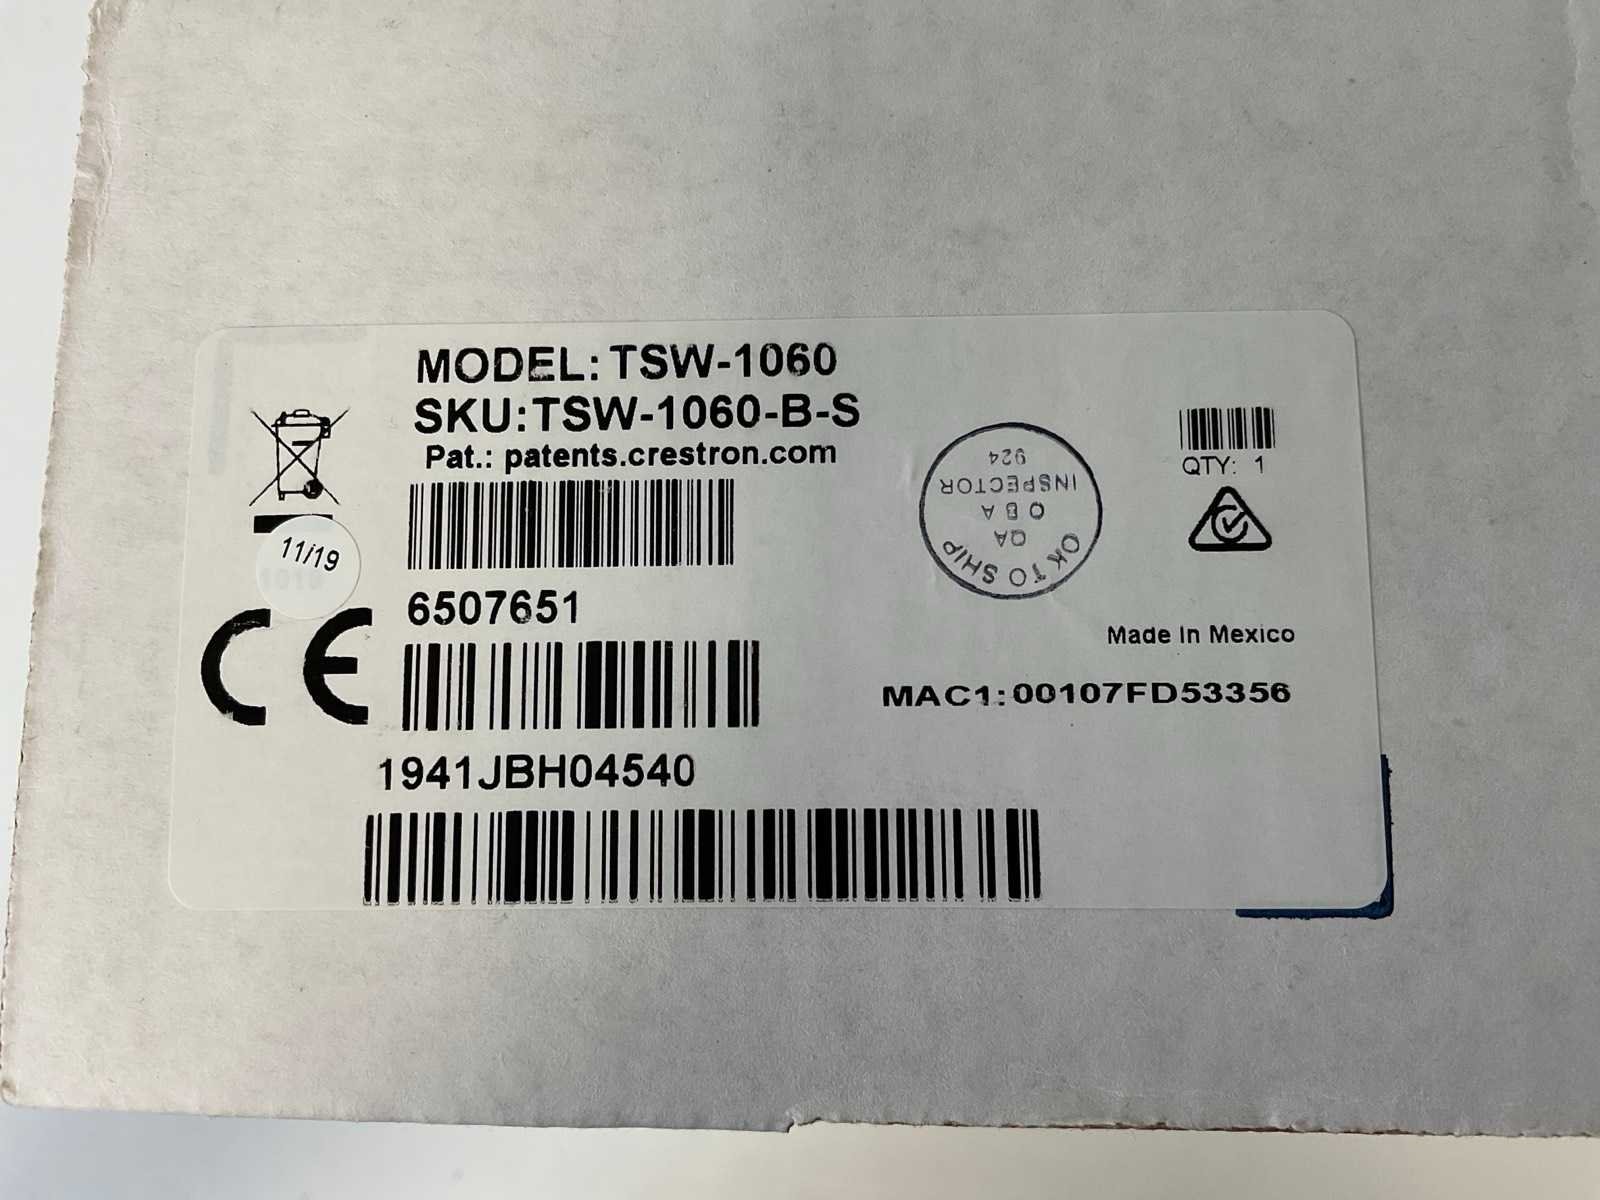 MODEL: TSW-1060
SKU:TSW-1060-B-S
Pat.: patents.crestron.com
QTY: 1
OK TO SHIP
QA
Q B A
INSPECTOR
924
11/19
6507651
Made In Mexico
MAC1:00107FD53356
1941JBH04540
CE